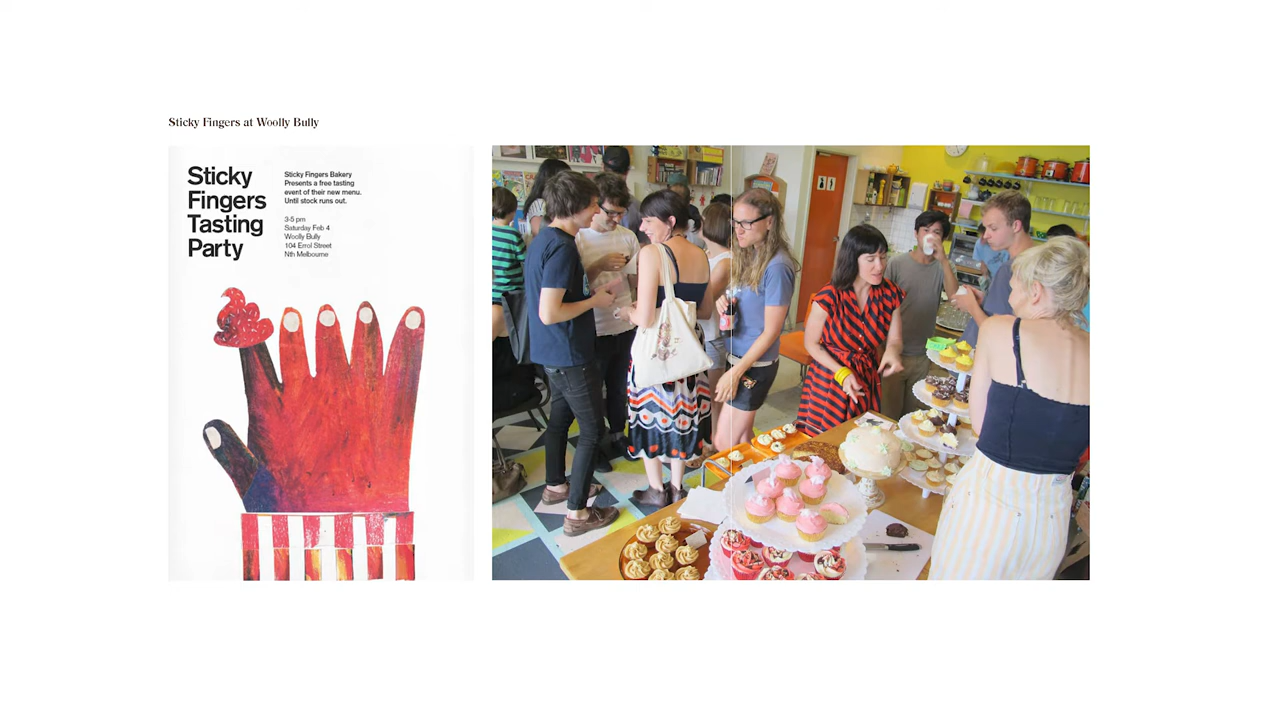 Sticky Fingers at Woolly Bully
Sticky
Fingers
Tasting
Party
Sticky Fingers Bakery
Presents a free tasting
event of their new menu.
Until stock runs out.
3-5 pm
Saturday Feb 4
Woolly Bully
104 Errol Street
Nth Melbourne